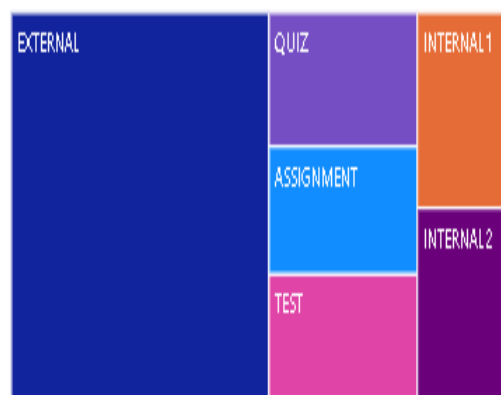 EXTERNAL
QUIZ
ASSIGNMENT
TEST
INTERNAL1
INTERNAL2